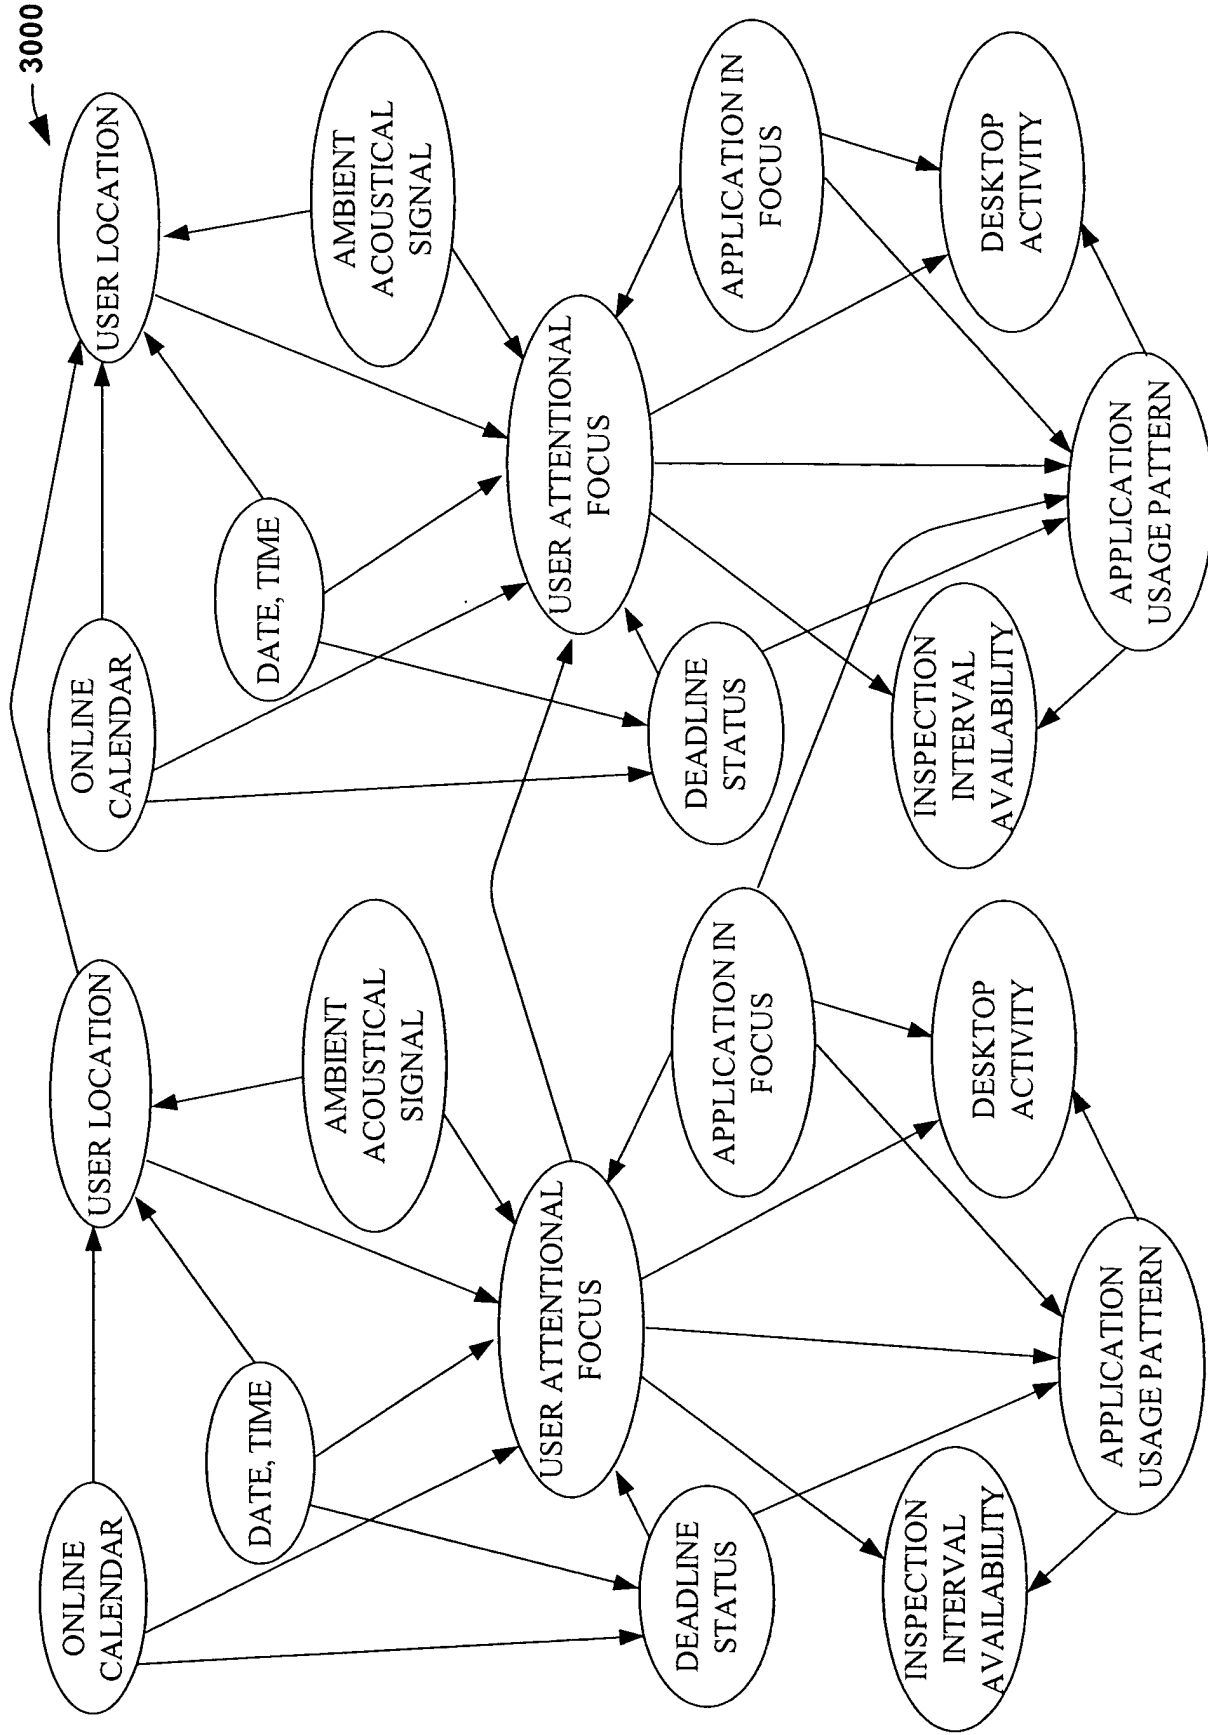 3000
ONLINE
CALENDAR
USER LOCATION
DATE, TIME
AMBIENT
ACOUSTICAL
SIGNAL
USER ATTENTIONAL
FOCUS
DEADLINE
STATUS
APPLICATION IN
FOCUS
INSPECTION
INTERVAL
AVAILABILITY
DESKTOP
ACTIVITY
APPLICATION
USAGE PATTERN
ONLINE
CALENDAR
USER LOCATION
DATE, TIME
AMBIENT
ACOUSTICAL
SIGNAL
USER ATTENTIONAL
FOCUS
DEADLINE
STATUS
APPLICATION IN
FOCUS
INSPECTION
INTERVAL
AVAILABILITY
DESKTOP
ACTIVITY
APPLICATION
USAGE PATTERN